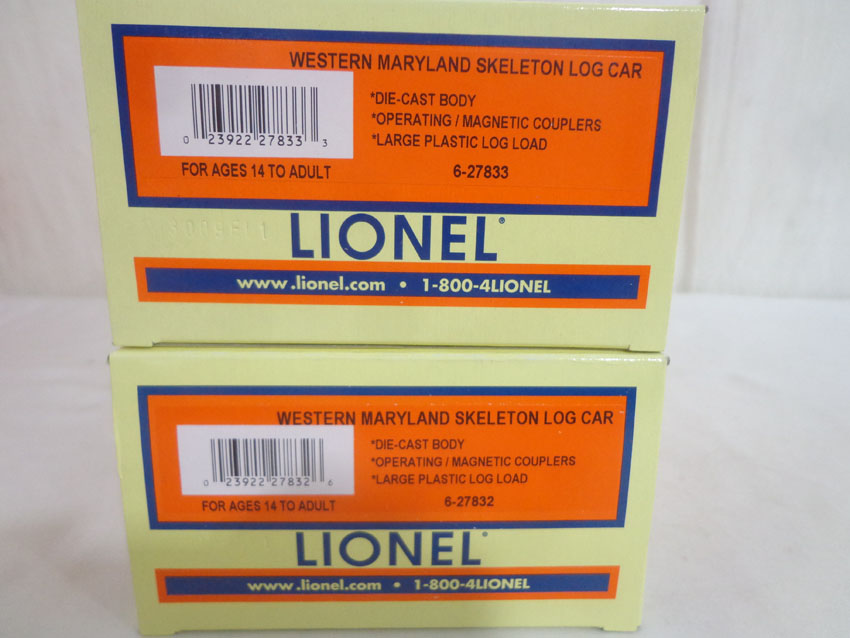 WESTERN MARYLAND SKELETON LOG CAR
*DIE-CAST BODY
*OPERATING / MAGNETIC COUPLERS
*LARGE PLASTIC LOG LOAD
0 23922 27833 3
FOR AGES 14 TO ADULT
6-27833
LIONEL®
www.lionel.com • 1-800-4LIONEL
WESTERN MARYLAND SKELETON LOG CAR
*DIE-CAST BODY
*OPERATING / MAGNETIC COUPLERS
*LARGE PLASTIC LOG LOAD
0 23922 27832 6
FOR AGES 14 TO ADULT
6-27832
LIONEL®
www.lionel.com • 1-800-4LIONEL